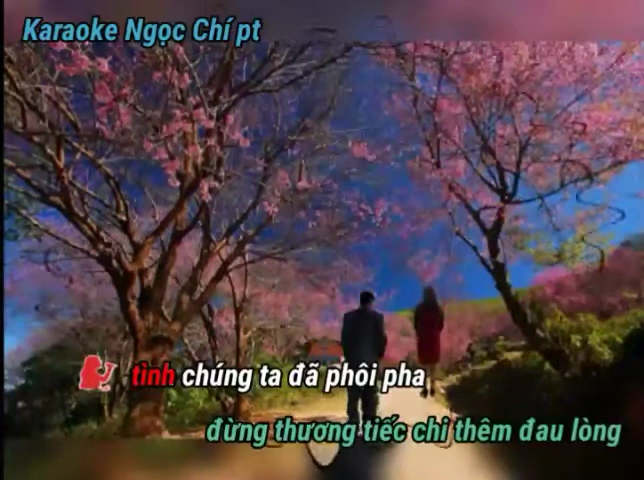 Karaoke Ngọc Chí pt
tình chúng ta đã phôi pha
đừng thương tiếc chi thêm đau lòng